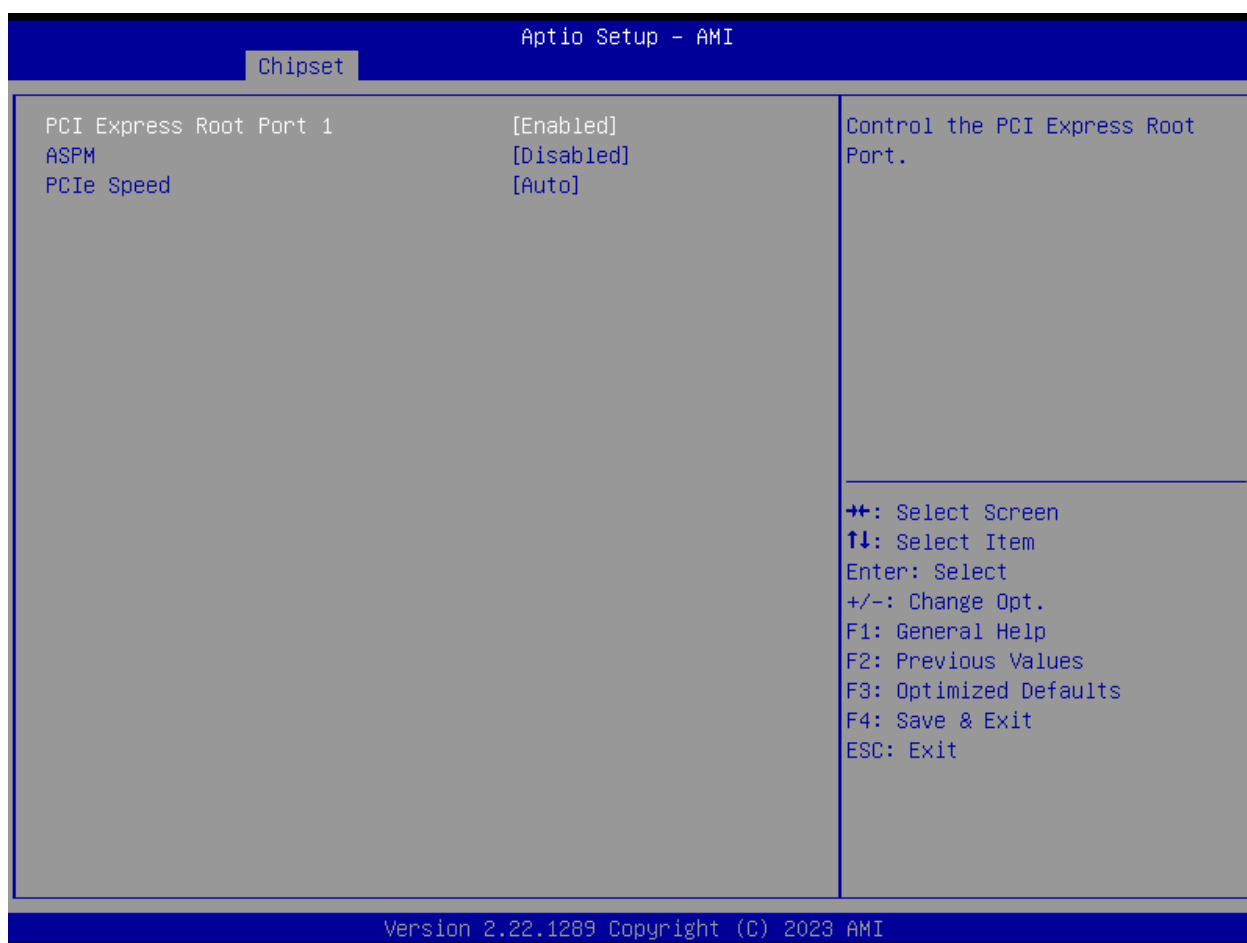 Aptio Setup – AMI
Chipset
PCI Express Root Port 1 [Enabled]
ASPM [Disabled]
PCIe Speed [Auto]
Control the PCI Express Root
Port.
→←: Select Screen
↑↓: Select Item
Enter: Select
+/-: Change Opt.
F1: General Help
F2: Previous Values
F3: Optimized Defaults
F4: Save & Exit
ESC: Exit
Version 2.22.1289 Copyright (C) 2023 AMI